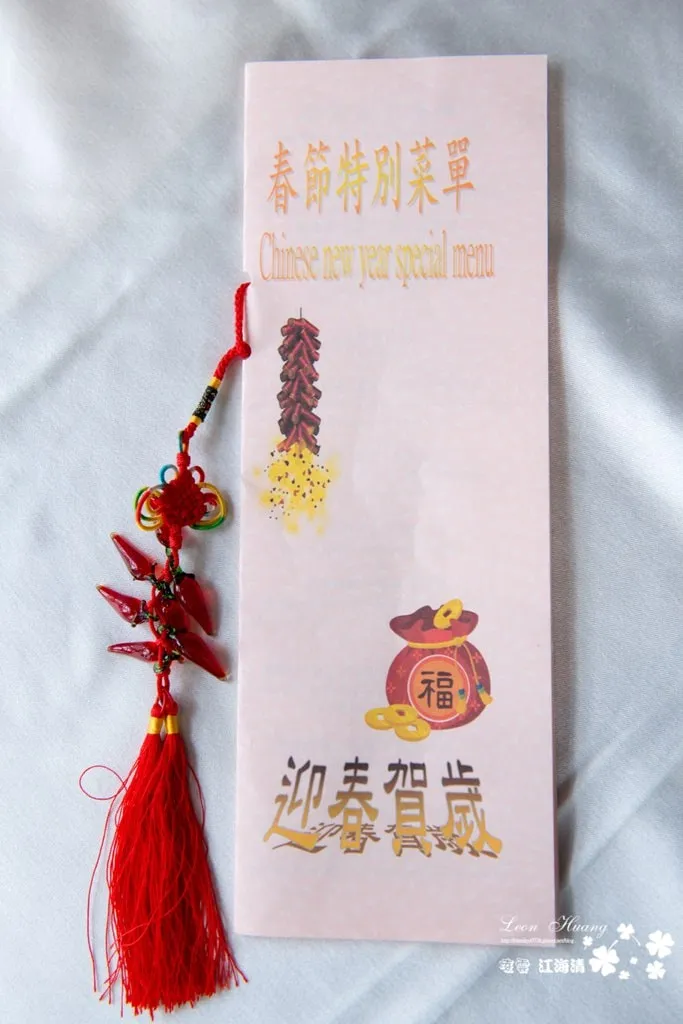 春節特別菜單
Chinese new year special menu
福
迎春賀歲
Leon Huang
江海清